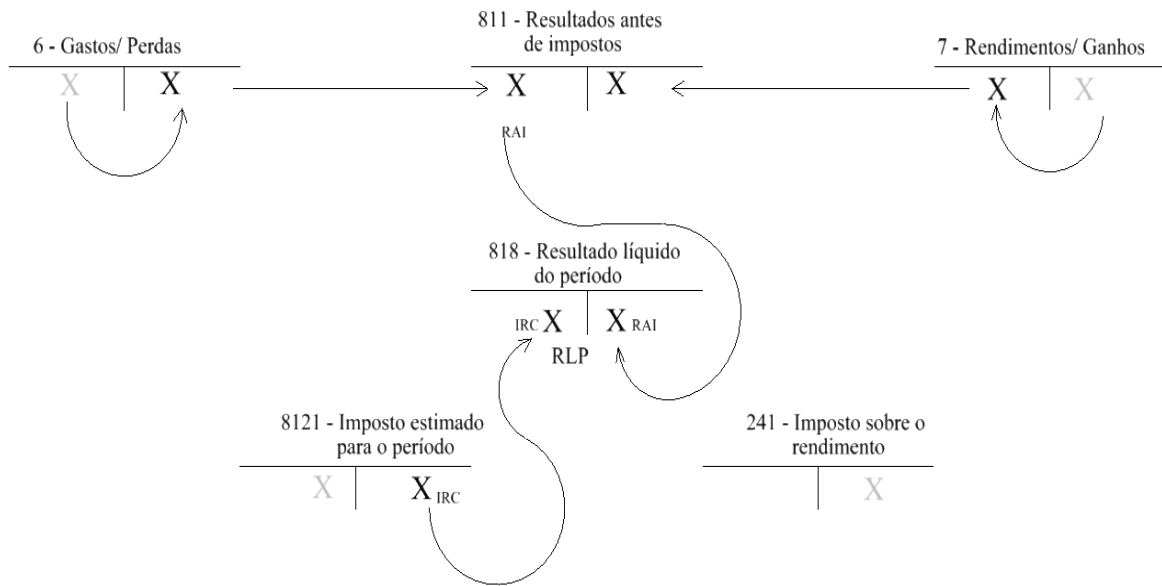 811 - Resultados antes
de impostos
6 - Gastos/ Perdas
7 - Rendimentos/ Ganhos
X X
X X
X X
RAI
818 - Resultado líquido
do período
IRC X X RAI
RLP
8121 - Imposto estimado
para o período
241 - Imposto sobre o
rendimento
X X IRC
X